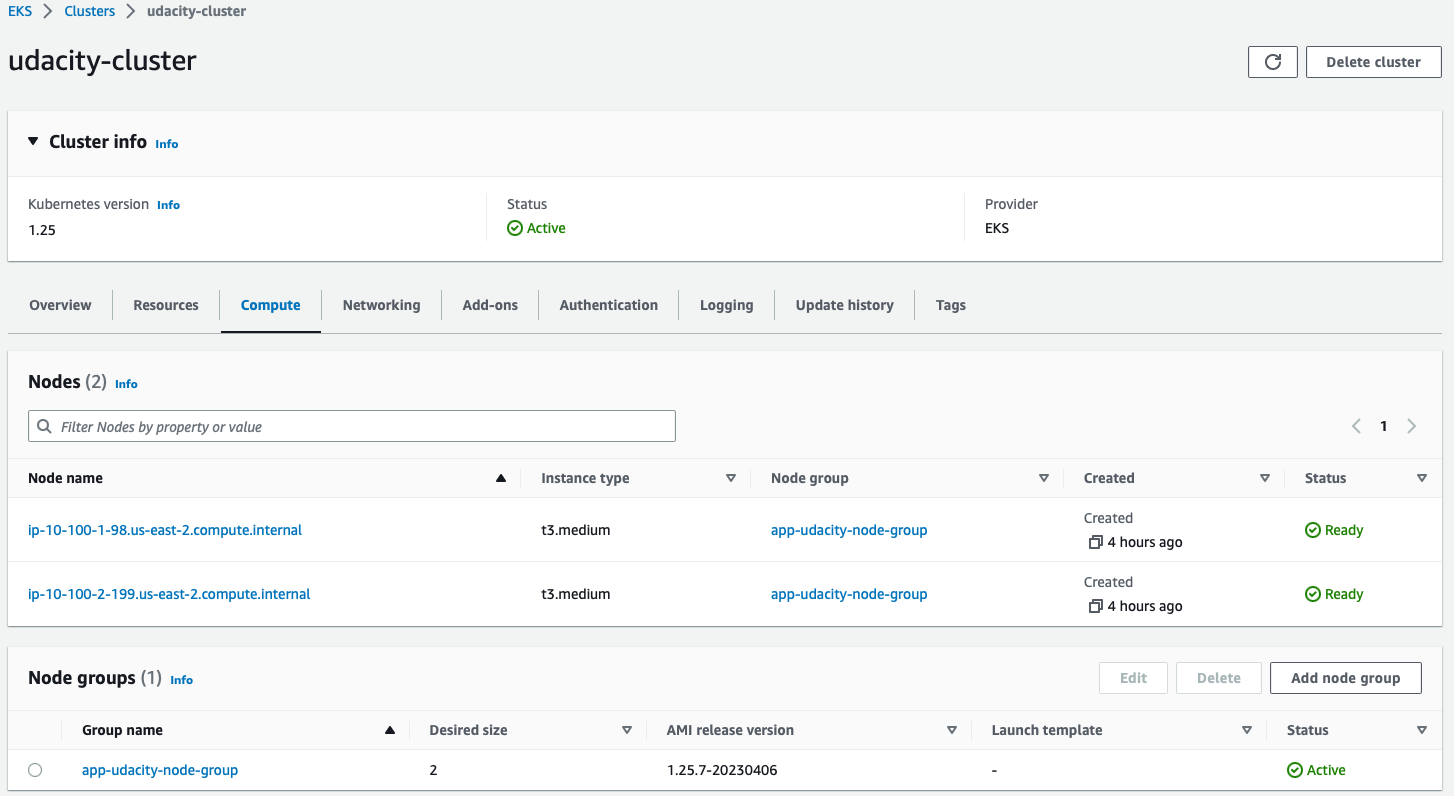 EKS > Clusters > udacity-cluster
udacity-cluster
Delete cluster
Cluster info Info
Kubernetes version Info
1.25
Status
Active
Provider
EKS
Overview Resources Compute Networking Add-ons Authentication Logging Update history Tags
Nodes (2) Info
Filter Nodes by property or value
1
Node name Instance type Node group Created Status
ip-10-100-1-98.us-east-2.compute.internal t3.medium app-udacity-node-group Created 4 hours ago Ready
ip-10-100-2-199.us-east-2.compute.internal t3.medium app-udacity-node-group Created 4 hours ago Ready
Node groups (1) Info
Edit Delete Add node group
Group name Desired size AMI release version Launch template Status
app-udacity-node-group 2 1.25.7-20230406 - Active